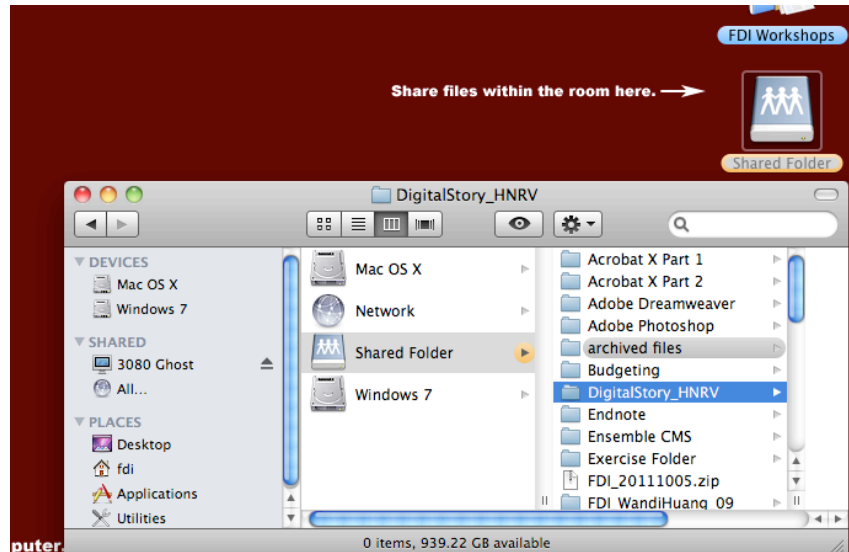 FDI Workshops
Share files within the room here.
Shared Folder
DigitalStory_HNRV
DEVICES
Mac OS X
Windows 7
SHARED
3080 Ghost
All...
PLACES
Desktop
fdi
Applications
Utilities
Mac OS X
Network
Shared Folder
Windows 7
Acrobat X Part 1
Acrobat X Part 2
Adobe Dreamweaver
Adobe Photoshop
archived files
Budgeting
DigitalStory_HNRV
Endnote
Ensemble CMS
Exercise Folder
FDI_20111005.zip
FDI_WandiHuang_09
puter.
0 items, 939.22 GB available